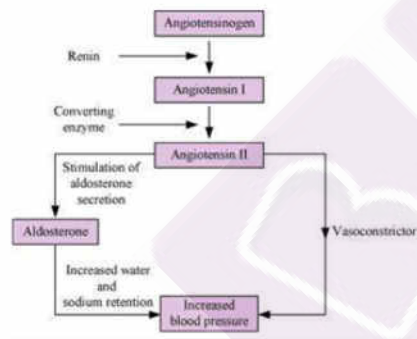 Angiotensinogen
Renin
Angiotensin I
Converting
enzyme
Angiotensin II
Stimulation of
aldosterone
secretion
Aldosterone
Vasoconstrictor
Increased water
and
sodium retention
Increased
blood pressure